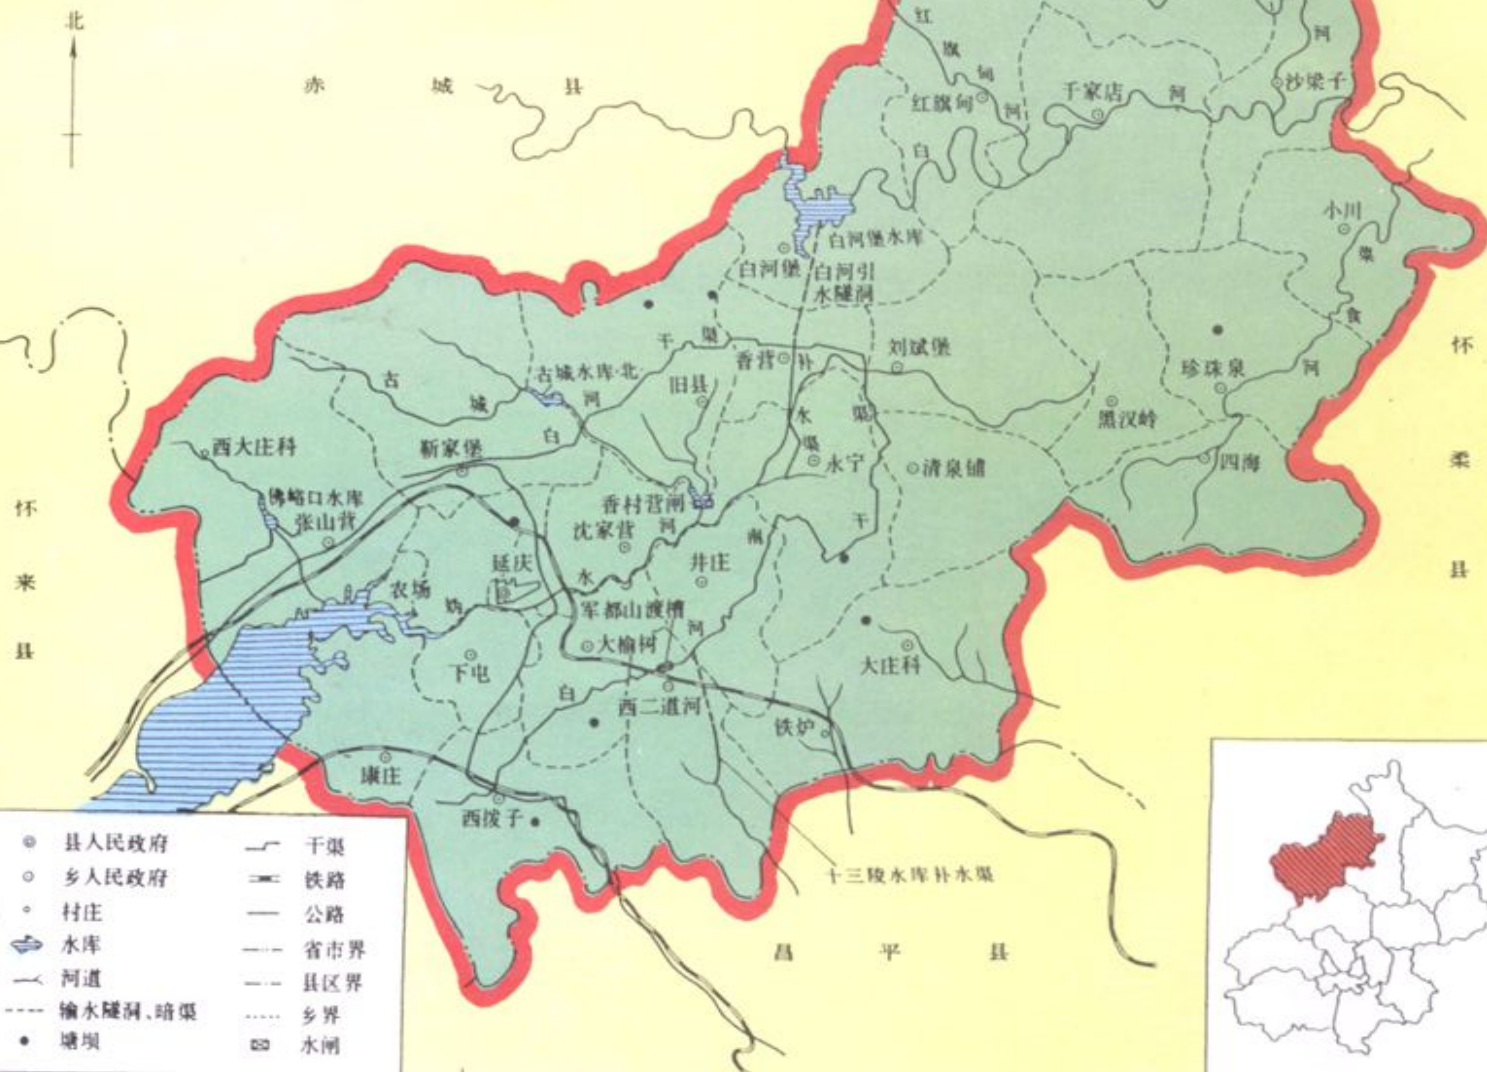 北
赤城县
红旗甸河
红旗甸
千家店
河
河
沙梁子
白
小川
菜食河
白河堡水库
白河堡
白河引
水隧洞
怀柔县
干渠
香营
补水渠
刘斌堡
珍珠泉
古城河
古城水库
北
旧县
黑汉岭
渠
白
西大庄科
靳家堡
永宁
清泉铺
四海
佛峪口水库
张山营
香村营闸
沈家营
河
南干
怀来县
延庆
井庄
农场
妫水
军都山渡槽
河
大榆树
下屯
大庄科
白
西二道河
铁炉
康庄
西拨子
十三陵水库补水渠
昌平县
县人民政府
乡人民政府
村庄
水库
河道
输水隧洞、暗渠
塘坝
干渠
铁路
公路
省市界
县区界
乡界
水闸